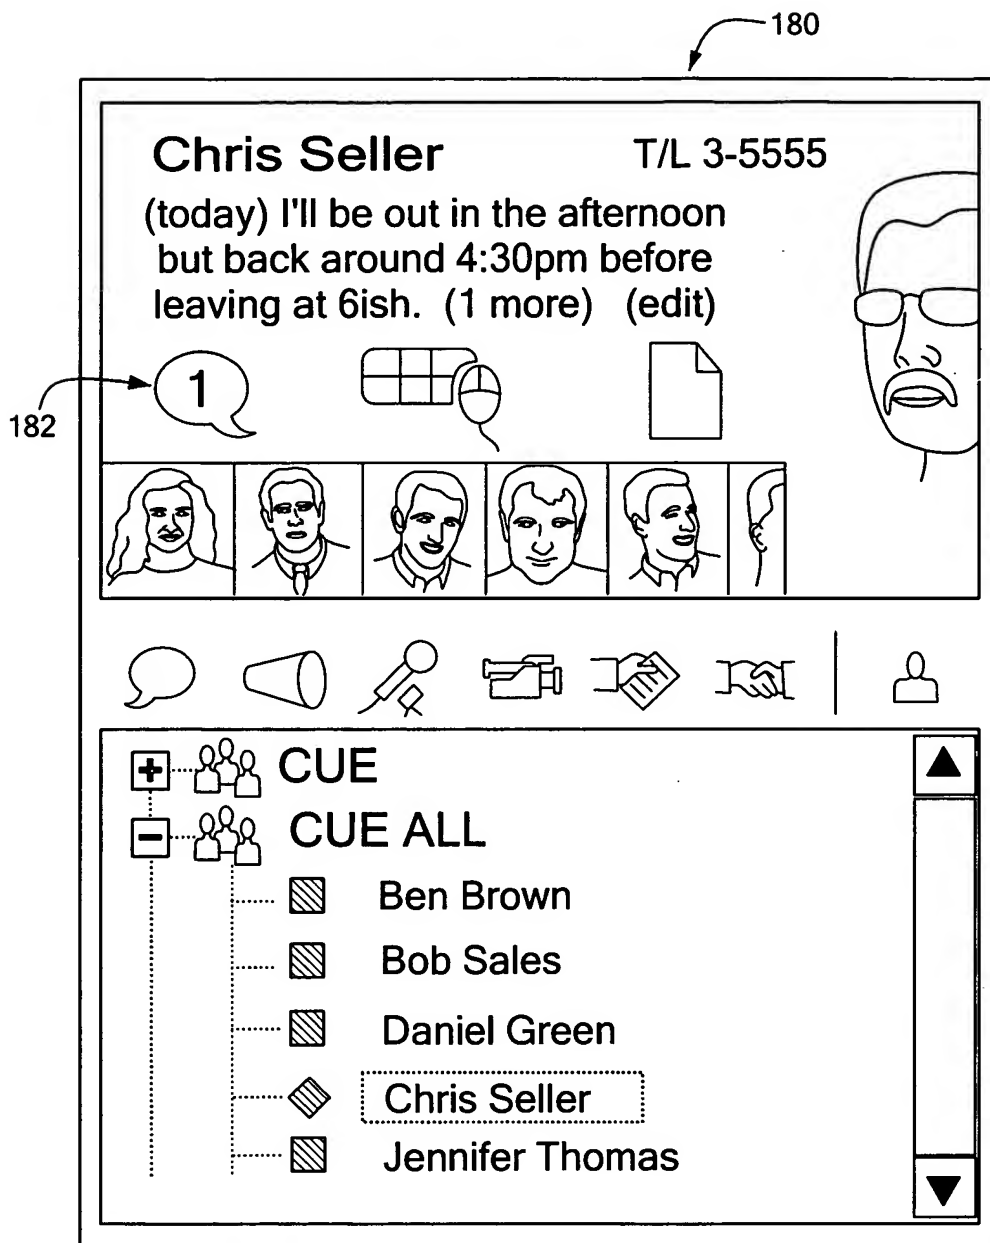 180
Chris Seller T/L 3-5555
(today) I'll be out in the afternoon
but back around 4:30pm before
leaving at 6ish. (1 more) (edit)
1
182
CUE
CUE ALL
Ben Brown
Bob Sales
Daniel Green
Chris Seller
Jennifer Thomas